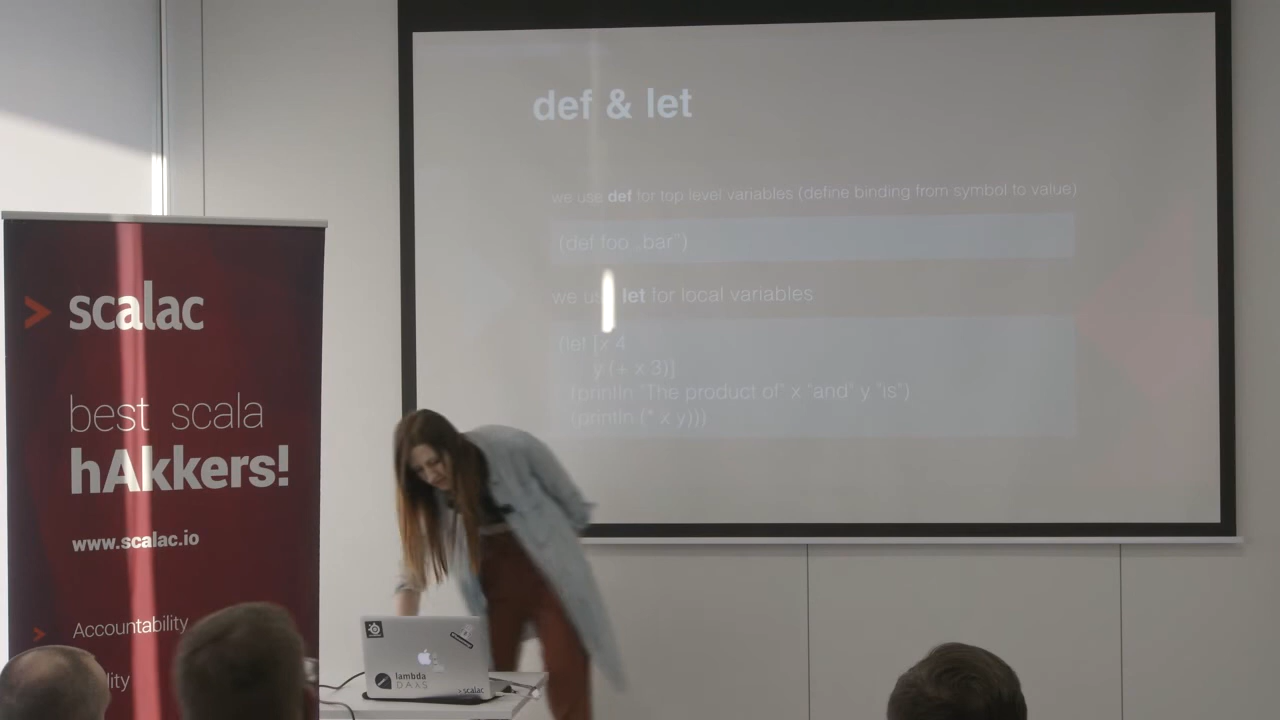 def & let
we use def for top level variables (define binding from symbol to value)
(def foo „bar”)
we use let for local variables
(let [x 4
y (+ x 3)]
(println "The product of" x "and" y "is")
(println (* x y)))
> scalac
best scala
hAkkers!
www.scalac.io
> Accountability
lity
lambda
DAYS
>scalac